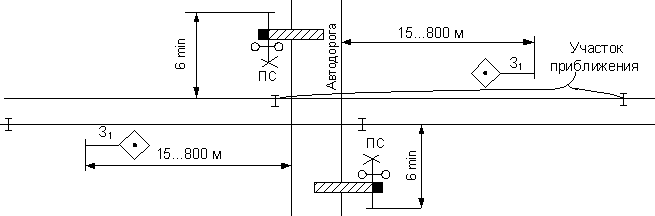 6 min
ПС
Автодорога
15...800 м
З₁
Участок
приближения
З₁
15...800 м
ПС
6 min